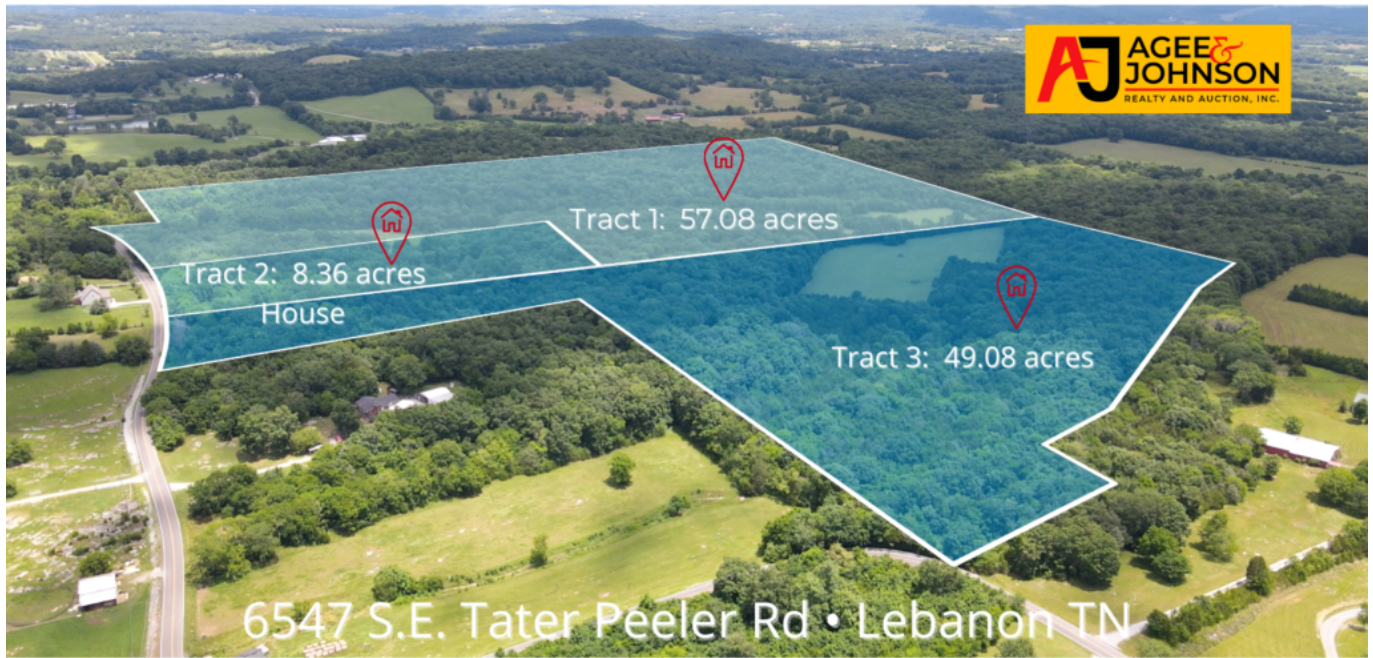 AJ AGEE &
JOHNSON
REALTY AND AUCTION, INC.
Tract 1: 57.08 acres
Tract 2: 8.36 acres
House
Tract 3: 49.08 acres
6547 S.E. Tater Peeler Rd • Lebanon TN